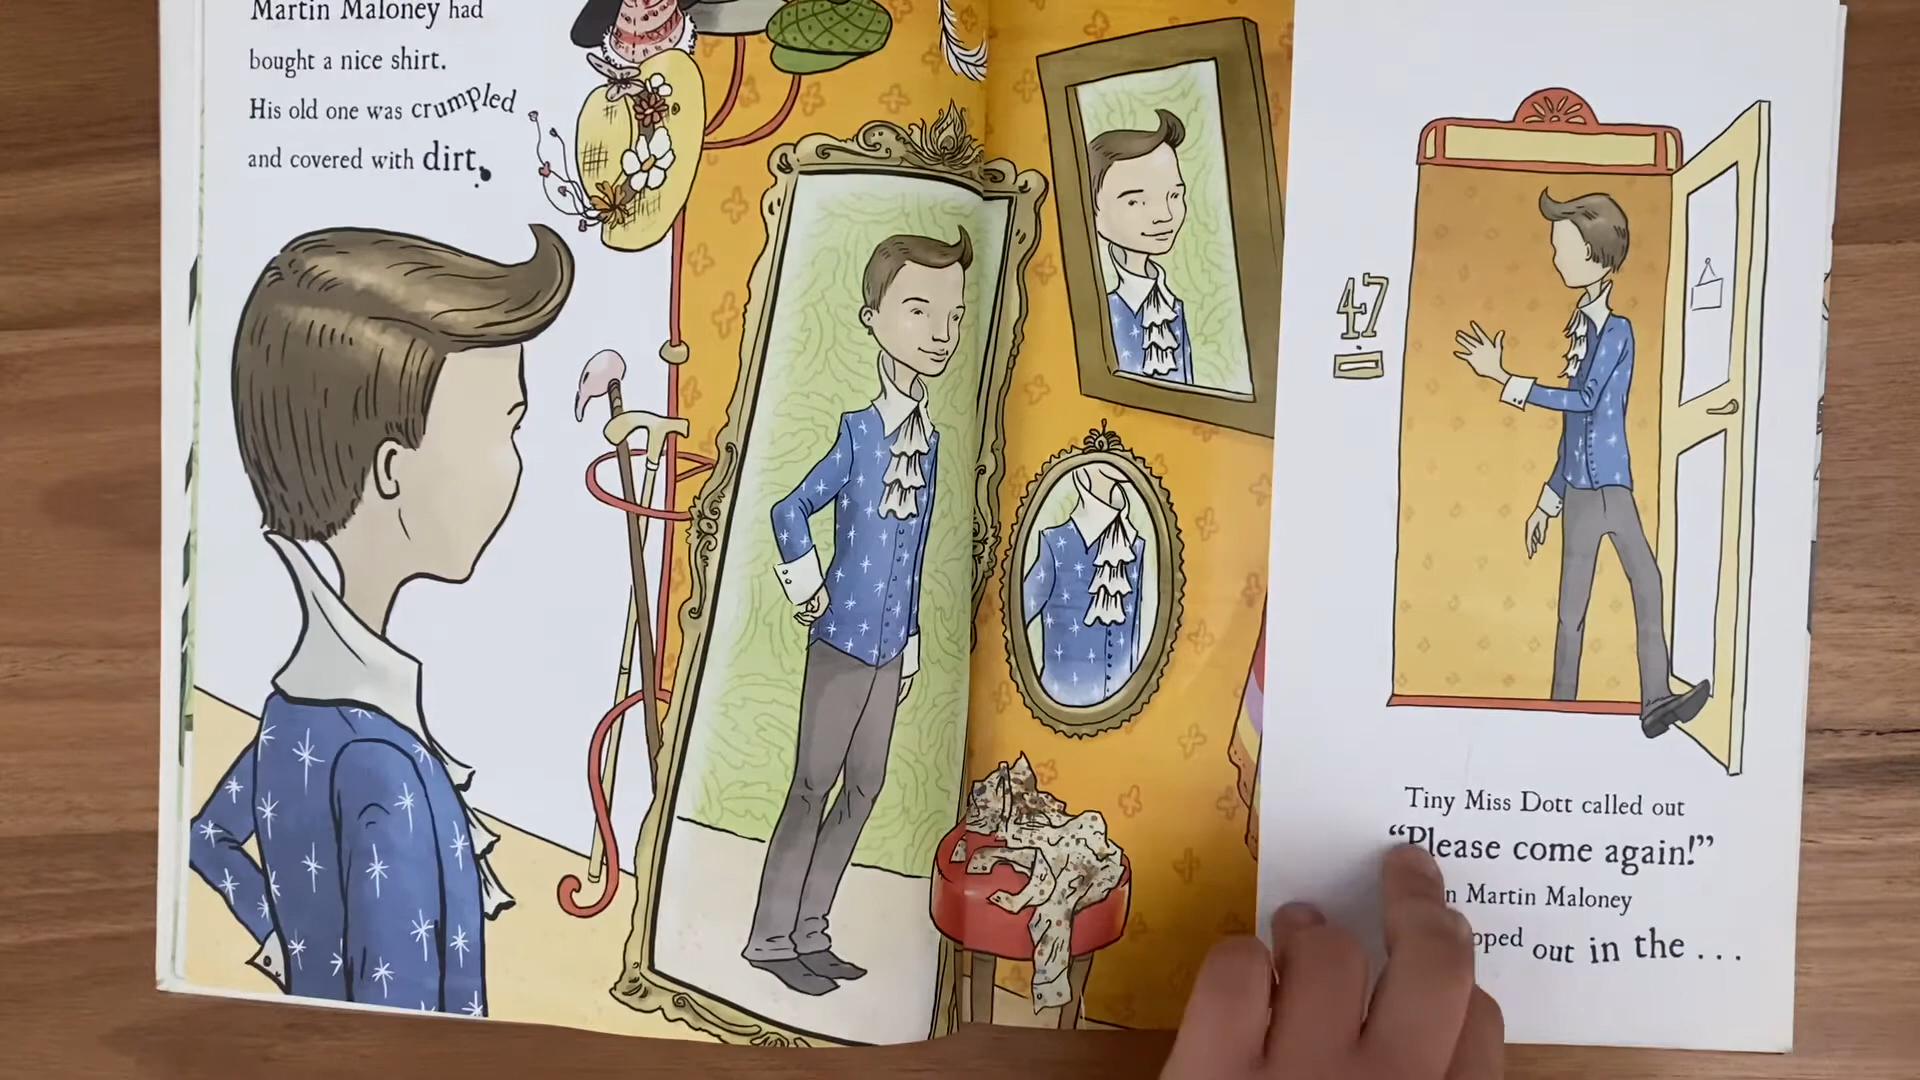 Martin Maloney had
bought a nice shirt.
His old one was crumpled
and covered with dirt.
47
Tiny Miss Dott called out
“Please come again!”
Martin Maloney
out in the . . .